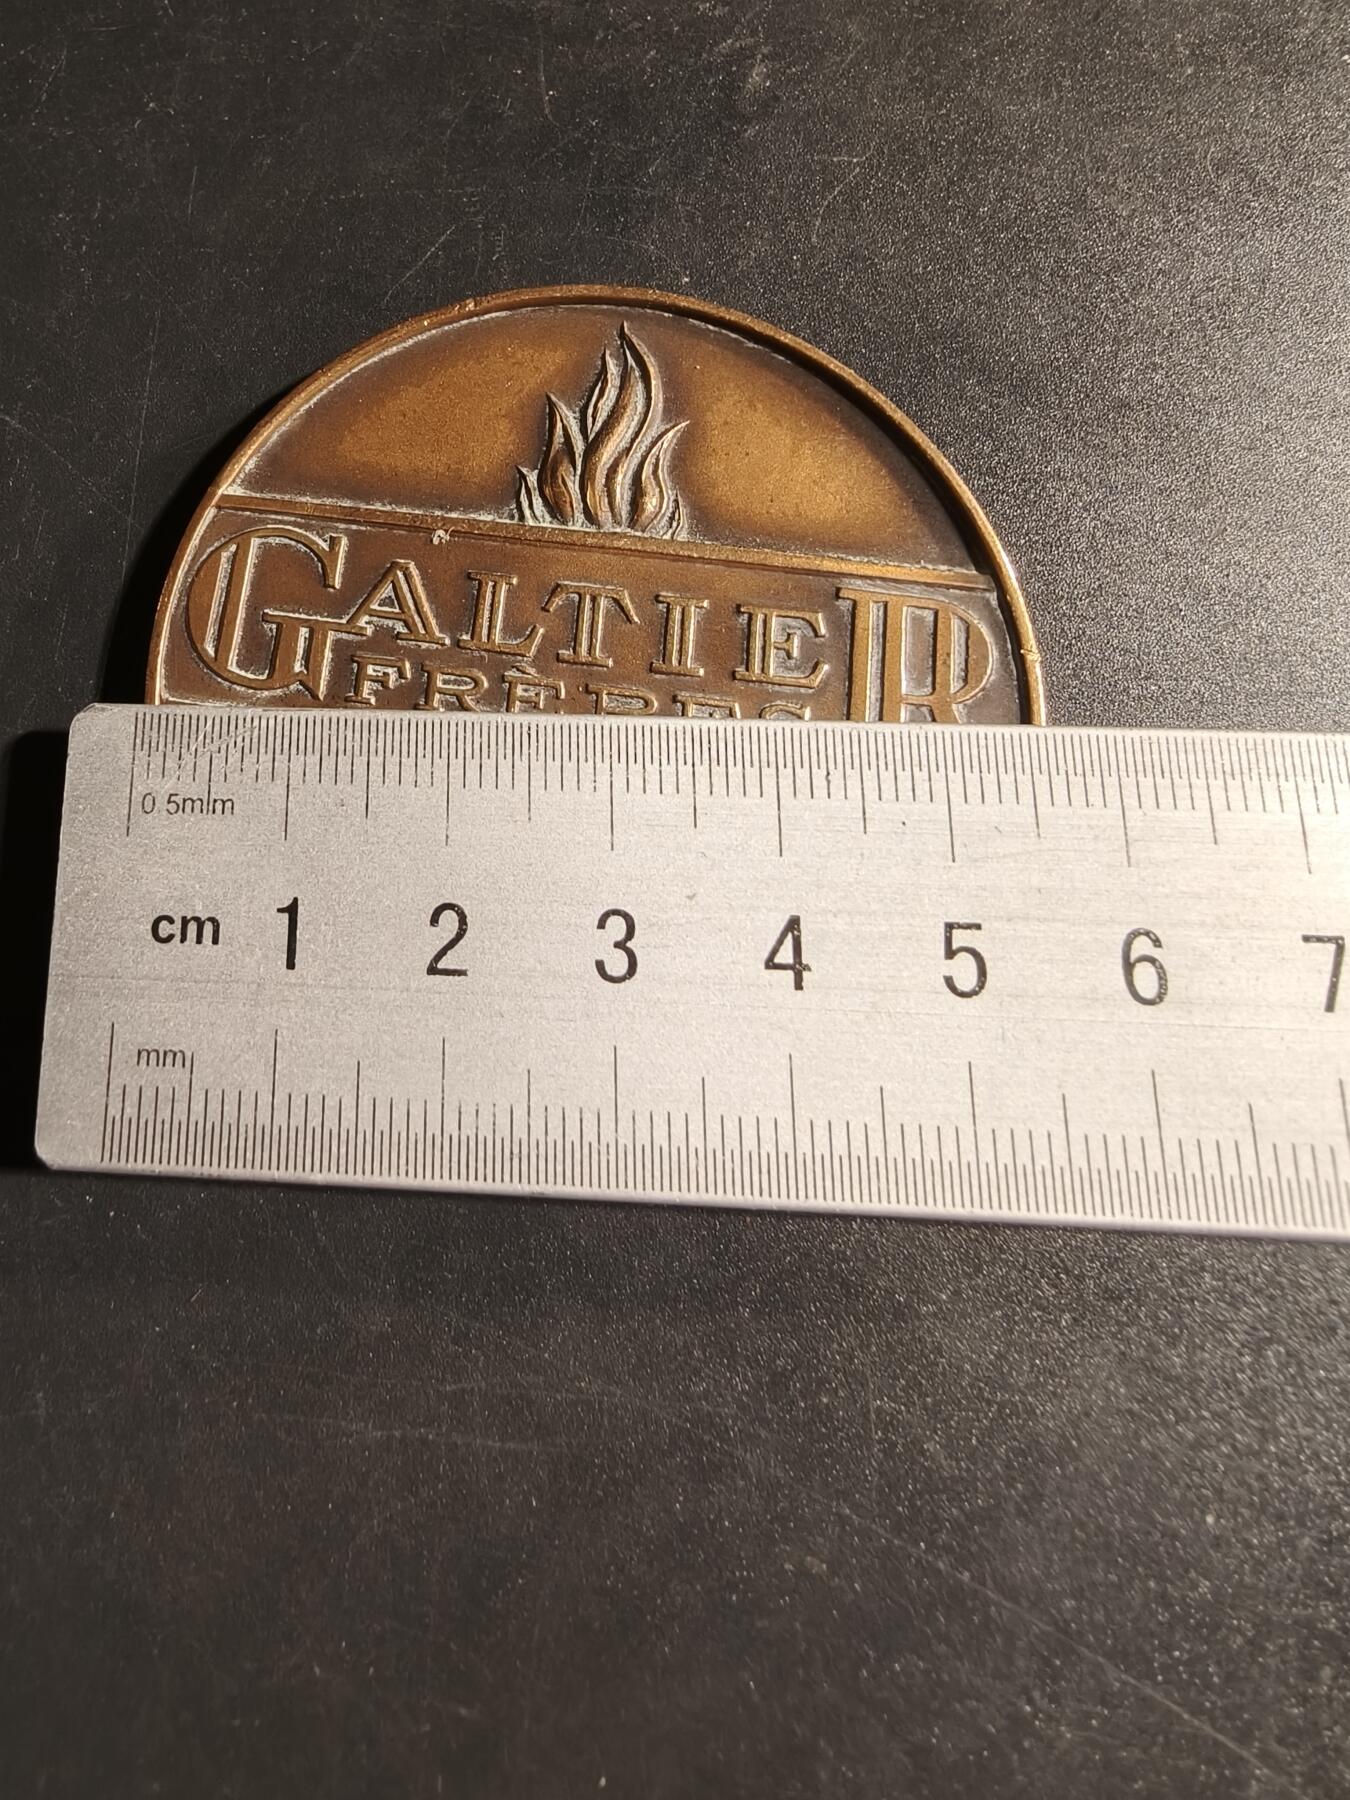 GALTIER
FRÈRES
0.5mm
cm 1 2 3 4 5 6 7
mm